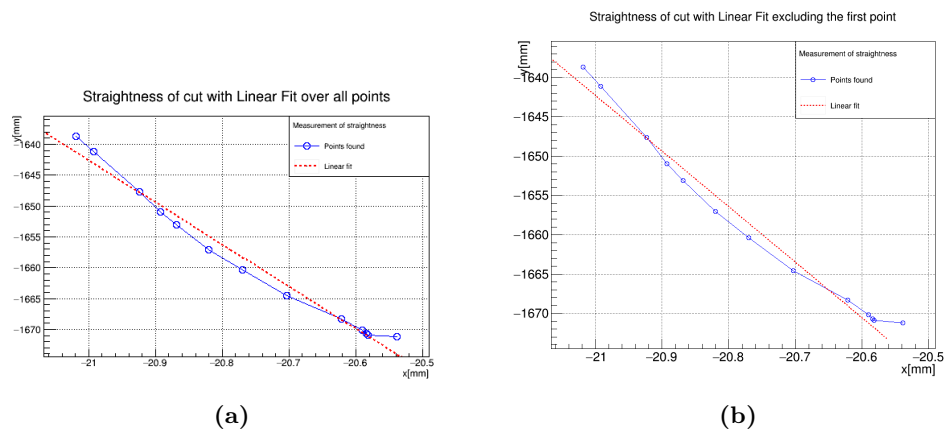 Straightness of cut with Linear Fit over all points
y[mm]
Measurement of straightness
Points found
Linear fit
−1640
−1645
−1650
−1655
−1660
−1665
−1670
−21
−20.9
−20.8
−20.7
−20.6
−20.5
x[mm]
(a)
Straightness of cut with Linear Fit excluding the first point
y[mm]
Measurement of straightness
Points found
Linear fit
−1640
−1645
−1650
−1655
−1660
−1665
−1670
−21
−20.9
−20.8
−20.7
−20.6
−20.5
x[mm]
(b)